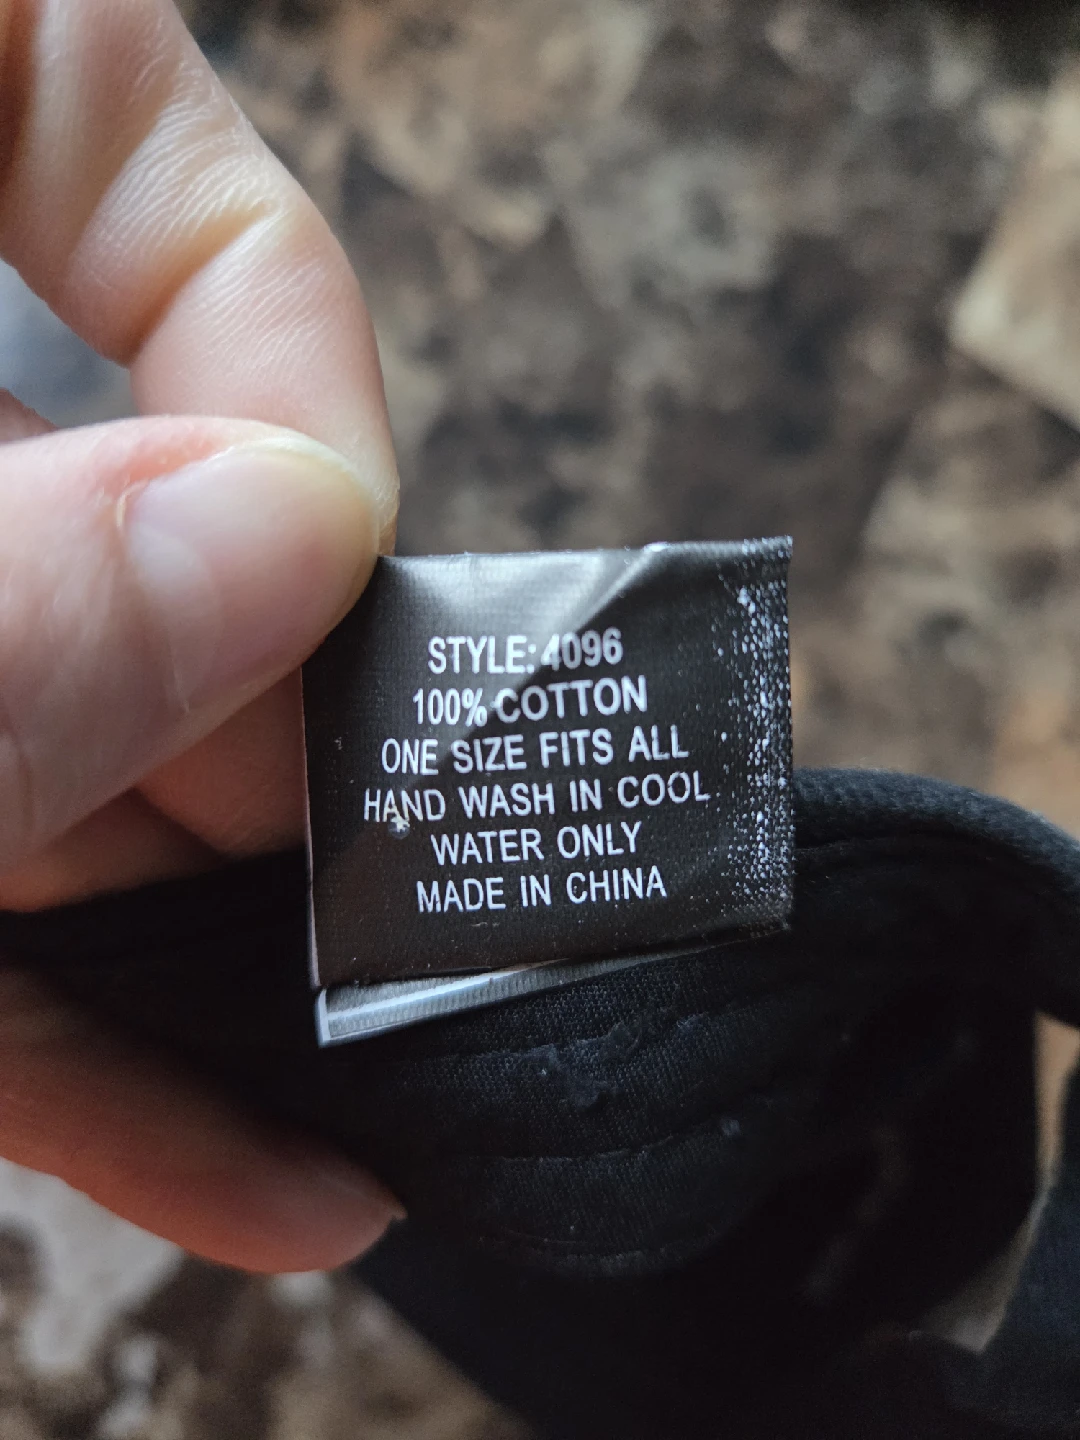 STYLE:4096
100% COTTON
ONE SIZE FITS ALL
HAND WASH IN COOL
WATER ONLY
MADE IN CHINA